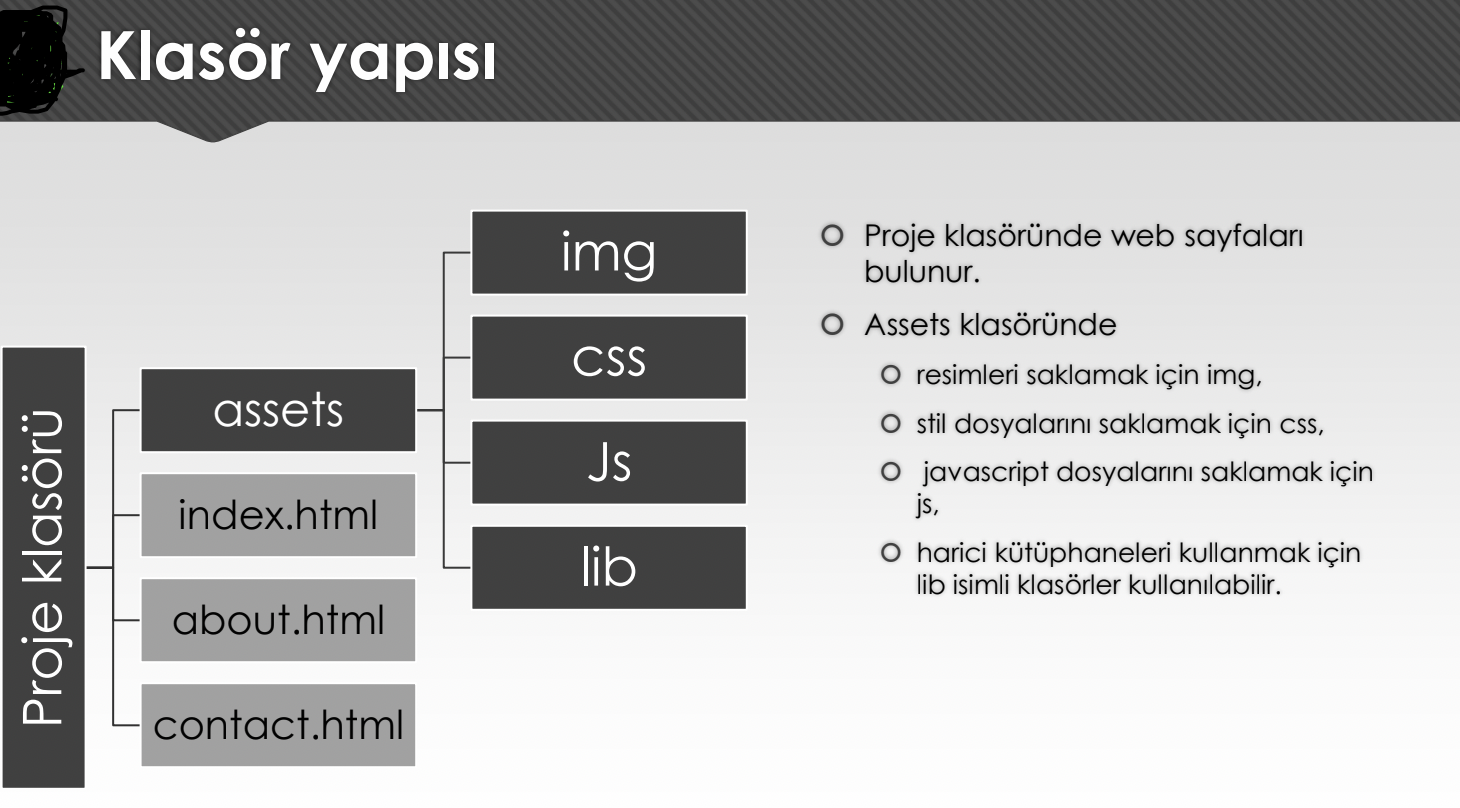 Klasör yapısı
Proje klasörü
assets
index.html
about.html
contact.html
img
css
Js
lib
Proje klasöründe web sayfaları
bulunur.
Assets klasöründe
resimleri saklamak için img,
stil dosyalarını saklamak için css,
javascript dosyalarını saklamak için
js,
harici kütüphaneleri kullanmak için
lib isimli klasörler kullanılabilir.